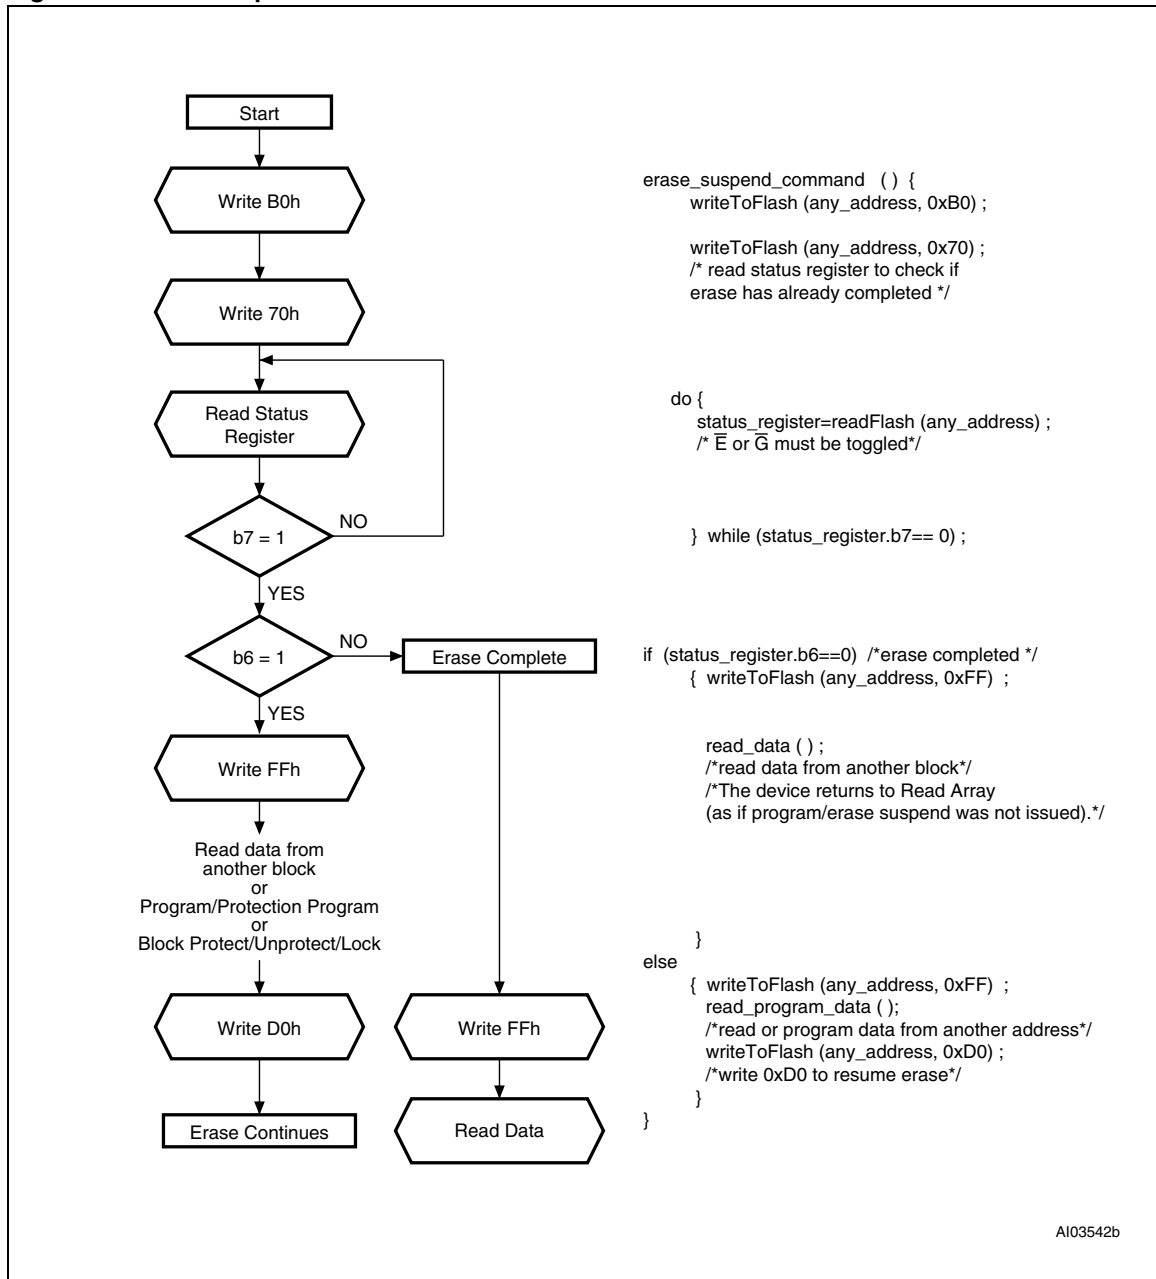 Start
Write B0h
Write 70h
Read Status
Register
b7 = 1
NO
YES
b6 = 1
NO
Erase Complete
YES
Write FFh
Read data from
another block
or
Program/Protection Program
or
Block Protect/Unprotect/Lock
Write D0h
Write FFh
Erase Continues
Read Data
erase_suspend_command ( ) {
writeToFlash (any_address, 0xB0) ;
writeToFlash (any_address, 0x70) ;
/* read status register to check if
erase has already completed */
do {
status_register=readFlash (any_address) ;
/* E̅ or G̅ must be toggled*/
} while (status_register.b7== 0) ;
if (status_register.b6==0) /*erase completed */
{ writeToFlash (any_address, 0xFF) ;
read_data ( ) ;
/*read data from another block*/
/*The device returns to Read Array
(as if program/erase suspend was not issued).*/
}
else
{ writeToFlash (any_address, 0xFF) ;
read_program_data ( );
/*read or program data from another address*/
writeToFlash (any_address, 0xD0) ;
/*write 0xD0 to resume erase*/
}
}
AI03542b